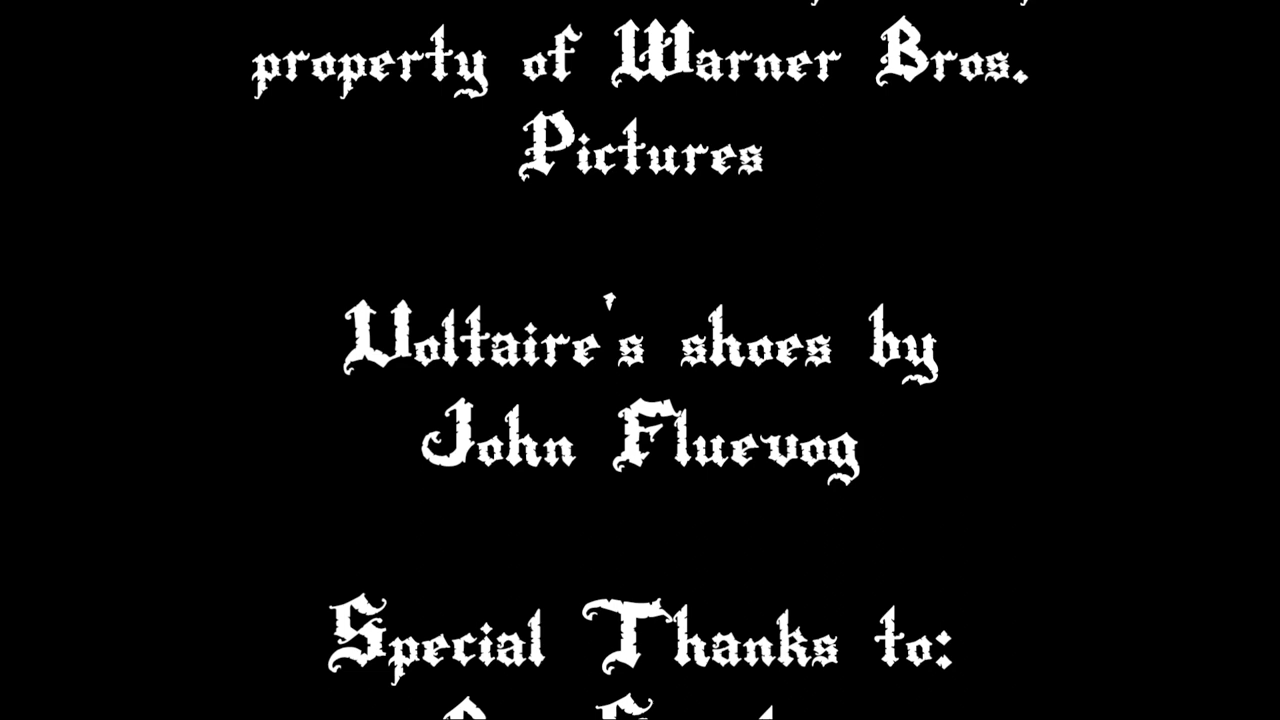 property of Warner Bros.
Pictures
Voltaire's shoes by
John Fluevog
Special Thanks to: